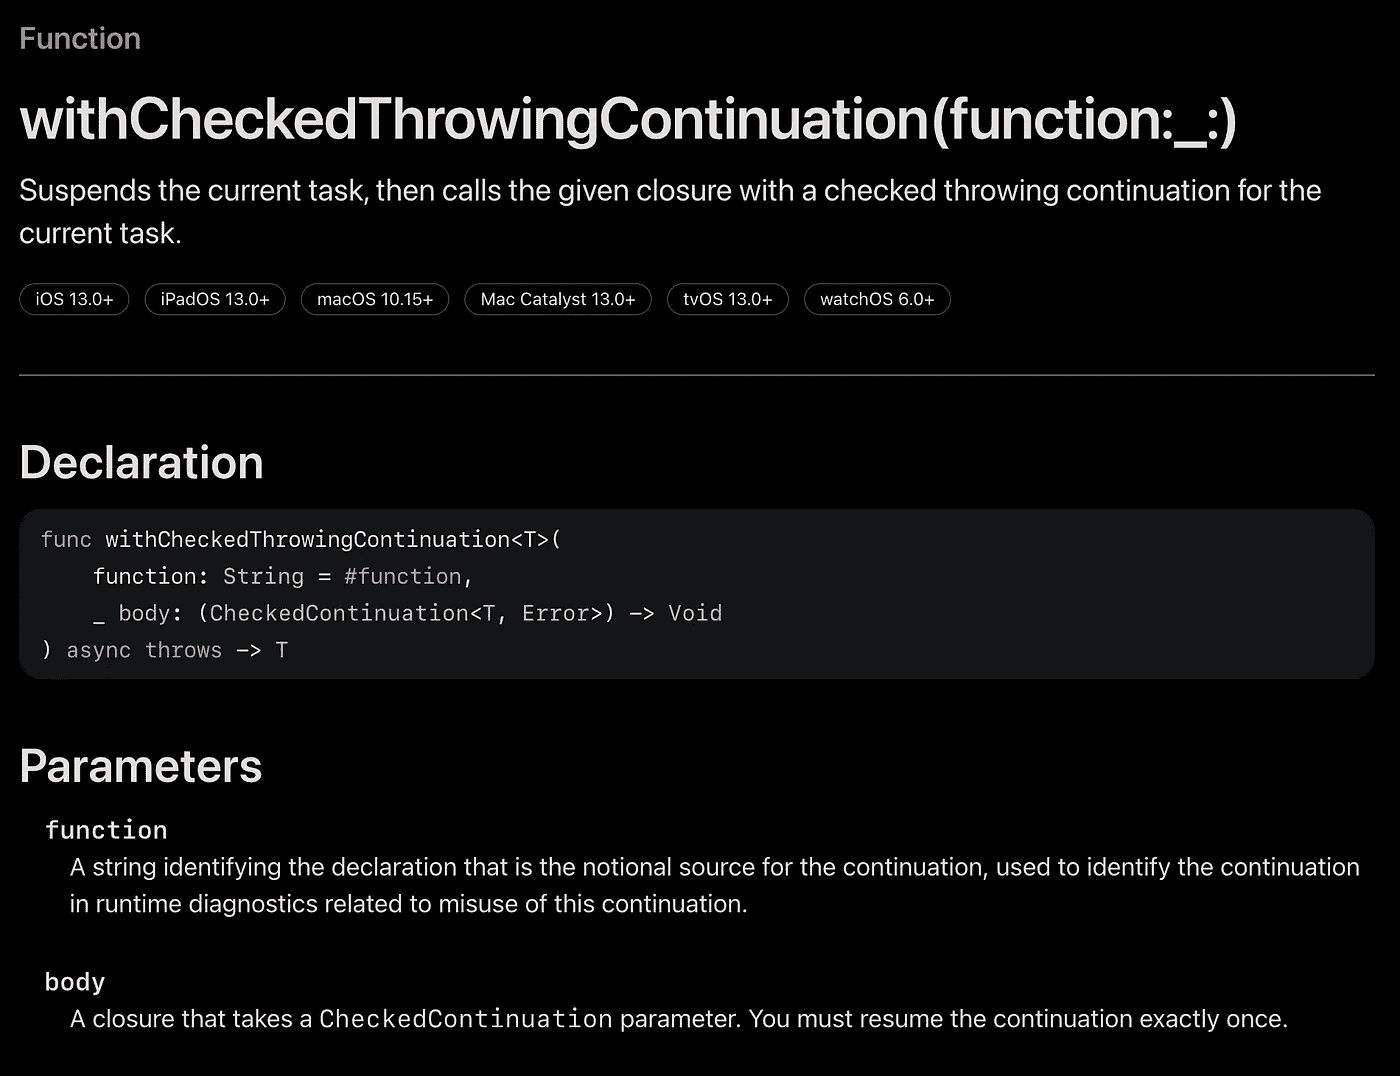 Function
withCheckedThrowingContinuation(function:_:)
Suspends the current task, then calls the given closure with a checked throwing continuation for the
current task.
iOS 13.0+ iPadOS 13.0+ macOS 10.15+ Mac Catalyst 13.0+ tvOS 13.0+ watchOS 6.0+
Declaration
func withCheckedThrowingContinuation<T>(
    function: String = #function,
    _ body: (CheckedContinuation<T, Error>) -> Void
) async throws -> T
Parameters
function
A string identifying the declaration that is the notional source for the continuation, used to identify the continuation
in runtime diagnostics related to misuse of this continuation.
body
A closure that takes a CheckedContinuation parameter. You must resume the continuation exactly once.